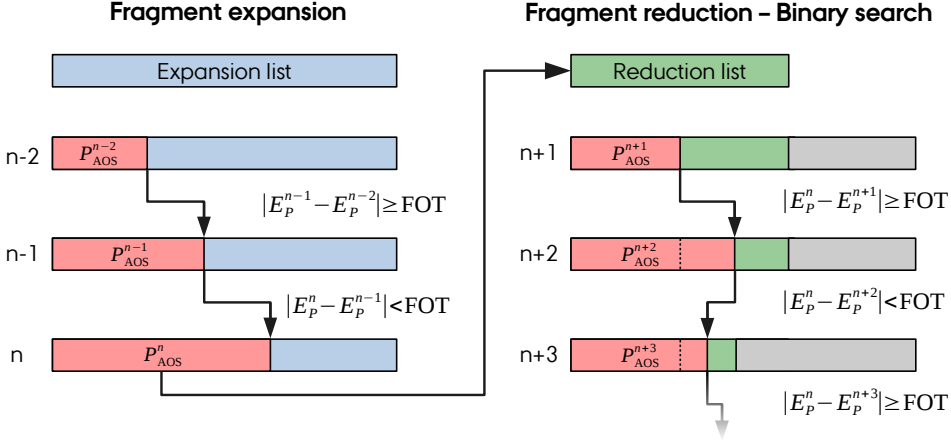 Fragment expansion
Expansion list
n-2
P_AOS^{n−2}
|E_P^{n−1}−E_P^{n−2}|≥FOT
n-1
P_AOS^{n−1}
|E_P^n−E_P^{n−1}|<FOT
n
P_AOS^n
Fragment reduction – Binary search
Reduction list
n+1
P_AOS^{n+1}
|E_P^n−E_P^{n+1}|≥FOT
n+2
P_AOS^{n+2}
|E_P^n−E_P^{n+2}|<FOT
n+3
P_AOS^{n+3}
|E_P^n−E_P^{n+3}|≥FOT